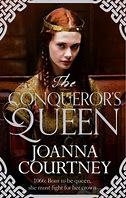 The
CONQUEROR'S
QUEEN
1066: Born to be queen,
she must fight for her crown...
JOANNA
COURTNEY